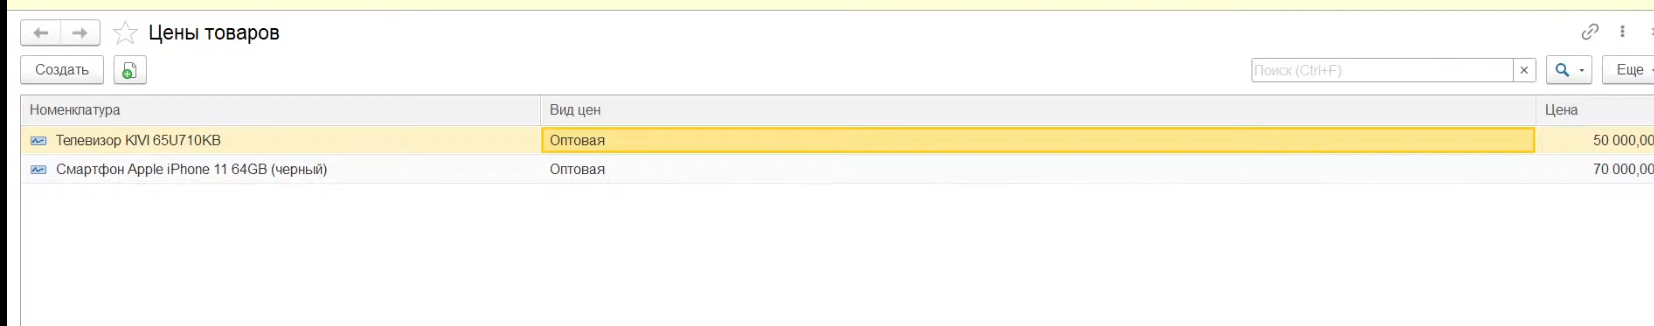 Цены товаров
Создать
Поиск (Ctrl+F)
Еще
Номенклатура Вид цен Цена
Телевизор KIVI 65U710KB Оптовая 50 000,00
Смартфон Apple iPhone 11 64GB (черный) Оптовая 70 000,00